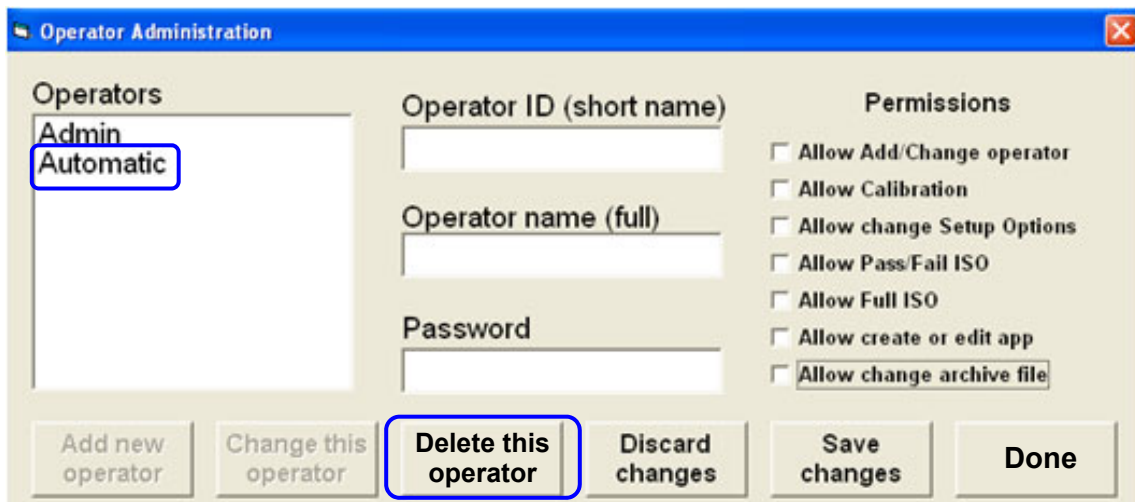 Operator Administration
Operators
Admin
Automatic
Operator ID (short name)
Operator name (full)
Password
Permissions
Allow Add/Change operator
Allow Calibration
Allow change Setup Options
Allow Pass/Fail ISO
Allow Full ISO
Allow create or edit app
Allow change archive file
Add new
operator
Change this
operator
Delete this
operator
Discard
changes
Save
changes
Done